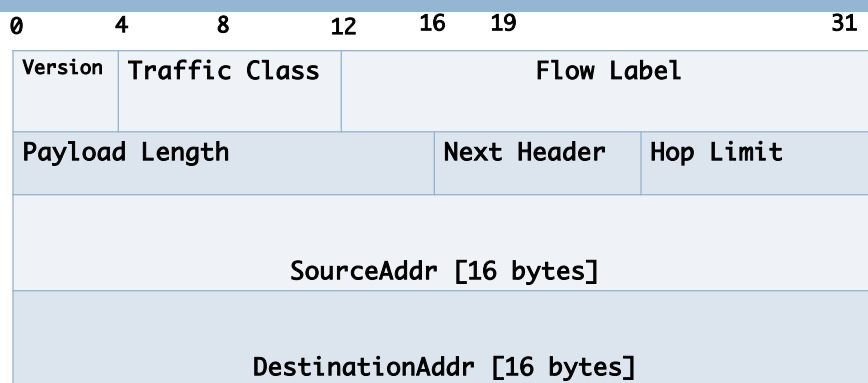 0 4 8 12 16 19 31
Version Traffic Class Flow Label
Payload Length Next Header Hop Limit
SourceAddr [16 bytes]
DestinationAddr [16 bytes]